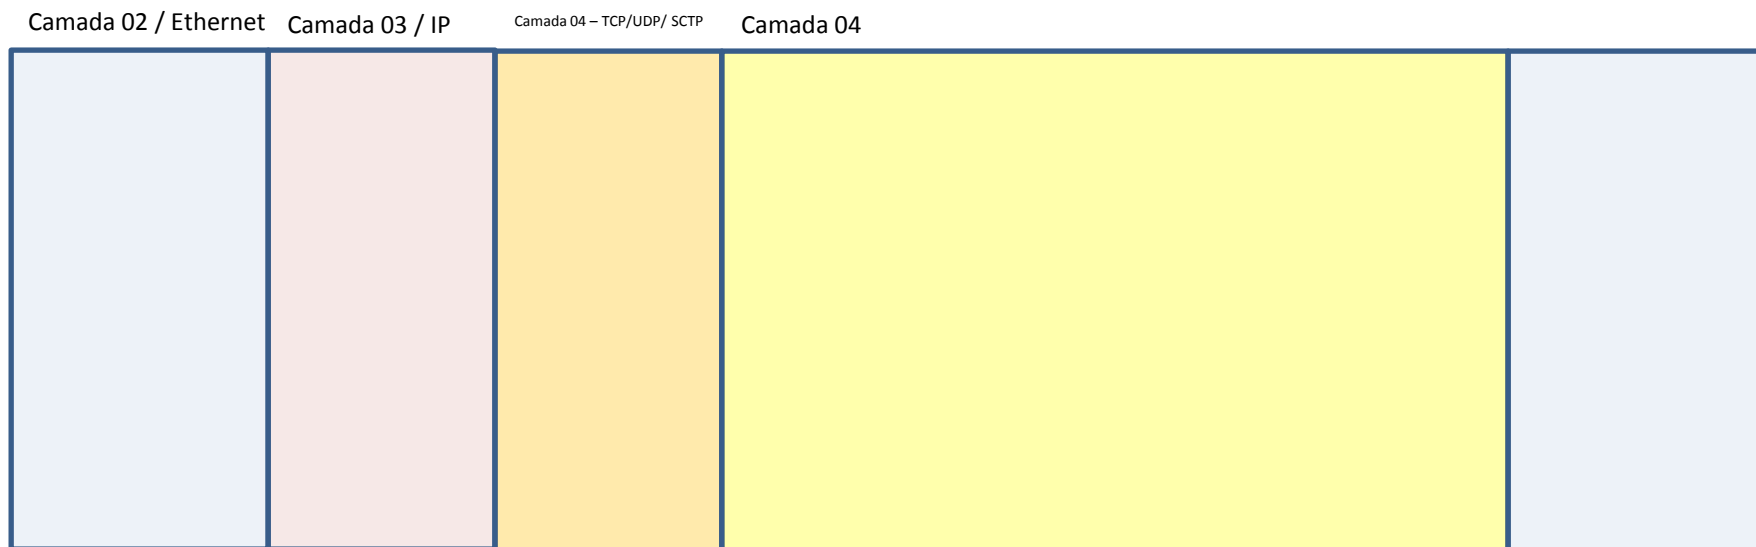 Camada 02 / Ethernet
Camada 03 / IP
Camada 04 – TCP/UDP/ SCTP
Camada 04